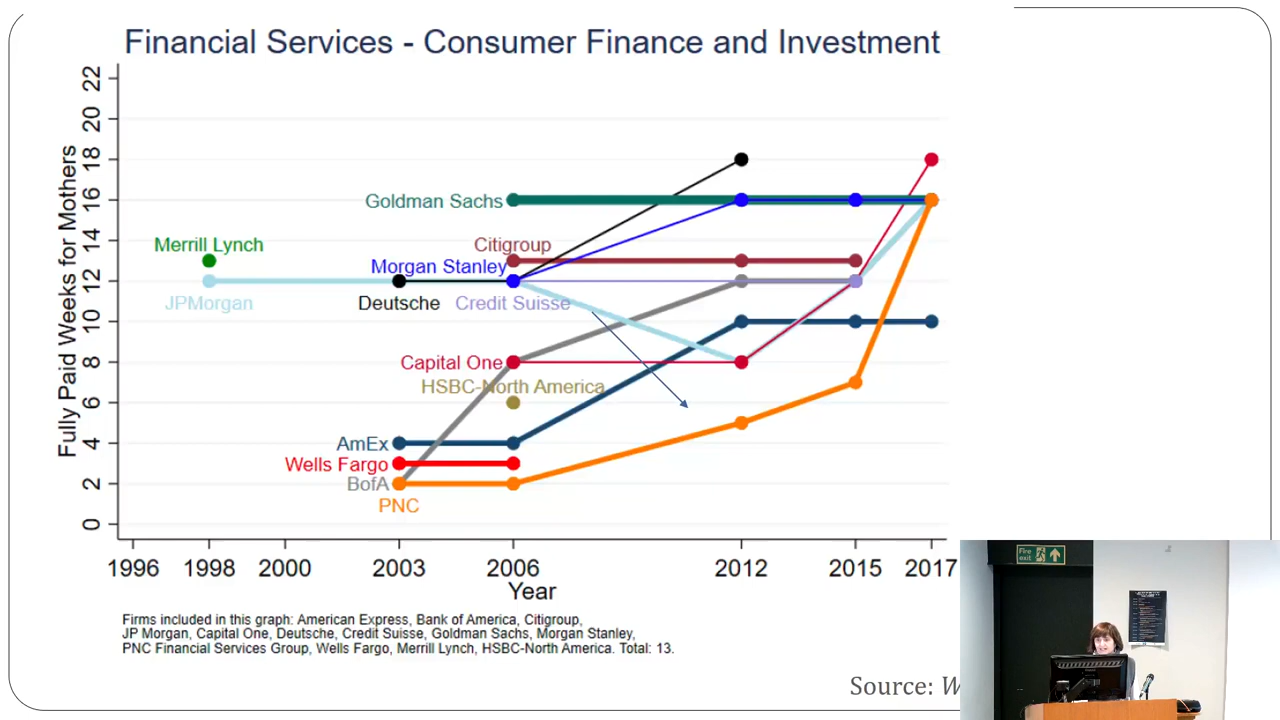 Financial Services - Consumer Finance and Investment
Fully Paid Weeks for Mothers
22
20
18
16
14
12
10
8
6
4
2
0
Goldman Sachs
Merrill Lynch
Citigroup
Morgan Stanley
JPMorgan
Deutsche
Credit Suisse
Capital One
HSBC-North America
AmEx
Wells Fargo
BofA
PNC
1996 1998 2000 2003 2006 2012 2015 2017
Year
Firms included in this graph: American Express, Bank of America, Citigroup,
JP Morgan, Capital One, Deutsche, Credit Suisse, Goldman Sachs, Morgan Stanley,
PNC Financial Services Group, Wells Fargo, Merrill Lynch, HSBC-North America. Total: 13.
Source:
Fire
exit